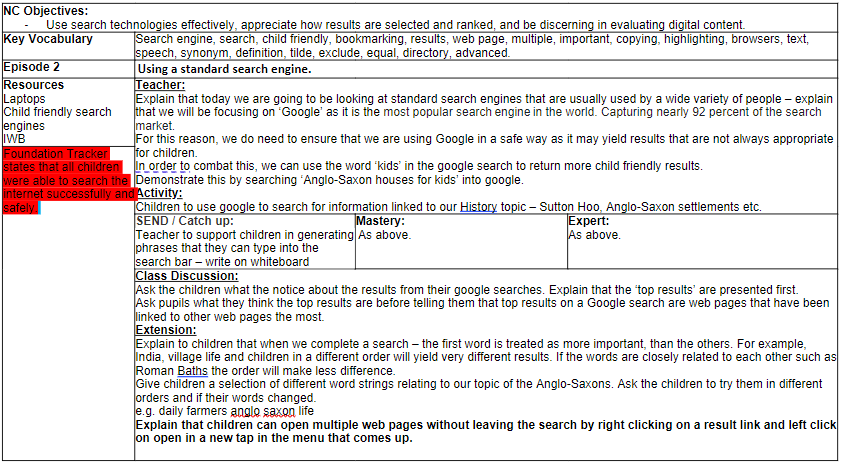 NC Objectives:
- Use search technologies effectively, appreciate how results are selected and ranked, and be discerning in evaluating digital content.
Key Vocabulary
Search engine, search, child friendly, bookmarking, results, web page, multiple, important, copying, highlighting, browsers, text,
speech, synonym, definition, tilde, exclude, equal, directory, advanced.
Episode 2
Using a standard search engine.
Resources
Laptops
Child friendly search
engines
IWB
Foundation Tracker
states that all children
were able to search the
internet successfully and
safely.
Teacher:
Explain that today we are going to be looking at standard search engines that are usually used by a wide variety of people – explain
that we will be focusing on ‘Google’ as it is the most popular search engine in the world. Capturing nearly 92 percent of the search
market.
For this reason, we do need to ensure that we are using Google in a safe way as it may yield results that are not always appropriate
for children.
In order to combat this, we can use the word ‘kids’ in the google search to return more child friendly results.
Demonstrate this by searching ‘Anglo-Saxon houses for kids’ into google.
Activity:
Children to use google to search for information linked to our History topic – Sutton Hoo, Anglo-Saxon settlements etc.
SEND / Catch up:
Teacher to support children in generating
phrases that they can type into the
search bar – write on whiteboard
Mastery:
As above.
Expert:
As above.
Class Discussion:
Ask the children what the notice about the results from their google searches. Explain that the ‘top results’ are presented first.
Ask pupils what they think the top results are before telling them that top results on a Google search are web pages that have been
linked to other web pages the most.
Extension:
Explain to children that when we complete a search – the first word is treated as more important, than the others. For example,
India, village life and children in a different order will yield very different results. If the words are closely related to each other such as
Roman Baths the order will make less difference.
Give children a selection of different word strings relating to our topic of the Anglo-Saxons. Ask the children to try them in different
orders and if their words changed.
e.g. daily farmers anglo saxon life
Explain that children can open multiple web pages without leaving the search by right clicking on a result link and left click
on open in a new tap in the menu that comes up.